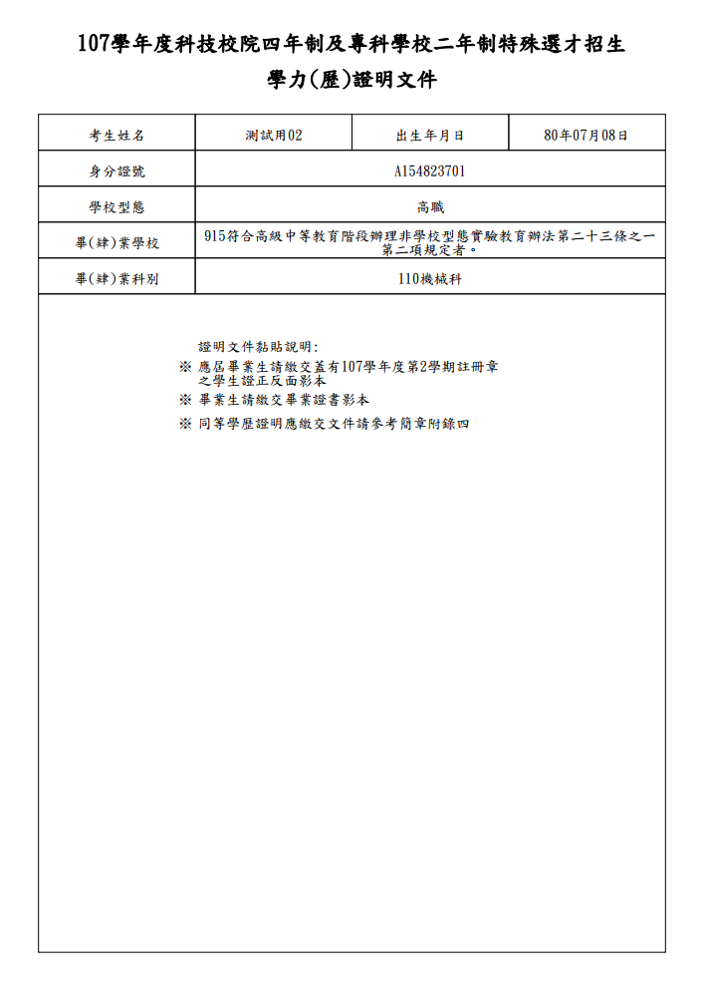 107學年度科技校院四年制及專科學校二年制特殊選才招生
學力(歷)證明文件
考生姓名 測試用02 出生年月日 80年07月08日
身分證號 A154823701
學校型態 高職
畢(肄)業學校 915符合高級中等教育階段辦理非學校型態實驗教育辦法第二十三條之一
第二項規定者。
畢(肄)業科別 110機械科
證明文件黏貼說明:
※ 應屆畢業生請繳交蓋有107學年度第2學期註冊章
之學生證正反面影本
※ 畢業生請繳交畢業證書影本
※ 同等學歷證明應繳交文件請參考簡章附錄四